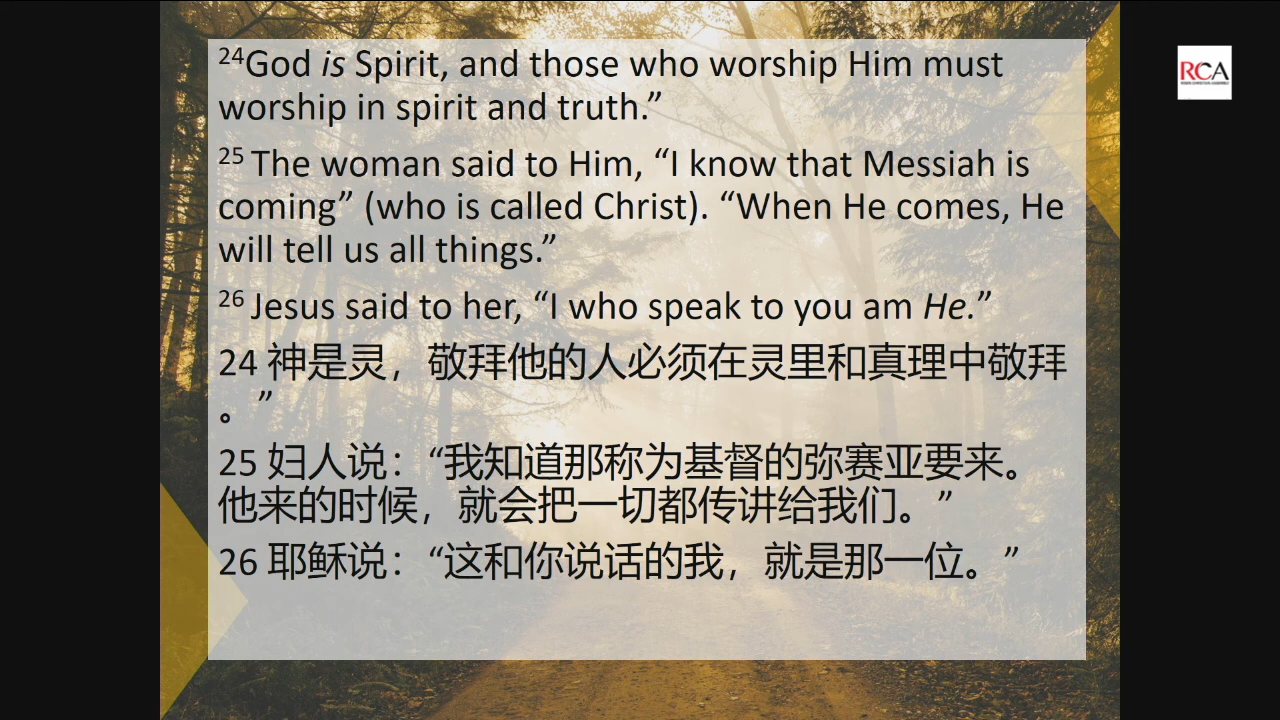 24God is Spirit, and those who worship Him must
worship in spirit and truth.”
25 The woman said to Him, “I know that Messiah is
coming” (who is called Christ). “When He comes, He
will tell us all things.”
26 Jesus said to her, “I who speak to you am He.”
24 神是灵，敬拜他的人必须在灵里和真理中敬拜
。”
25 妇人说：“我知道那称为基督的弥赛亚要来。
他来的时候，就会把一切都传讲给我们。”
26 耶稣说：“这和你说话的我，就是那一位。”
RCA